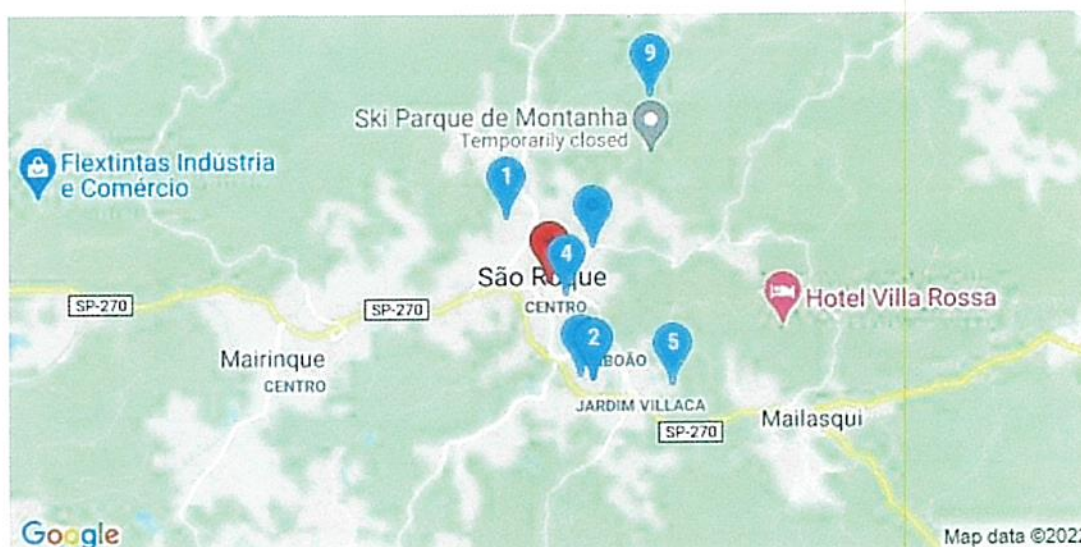 9
Ski Parque de Montanha
Temporarily closed
Flextintas Indústria
e Comércio
1
4
São Roque
CENTRO
SP-270
SP-270
Hotel Villa Rossa
2
5
Mairinque
CENTRO
JARDIM VILLACA
SP-270
Mailasqui
Google
Map data ©2022